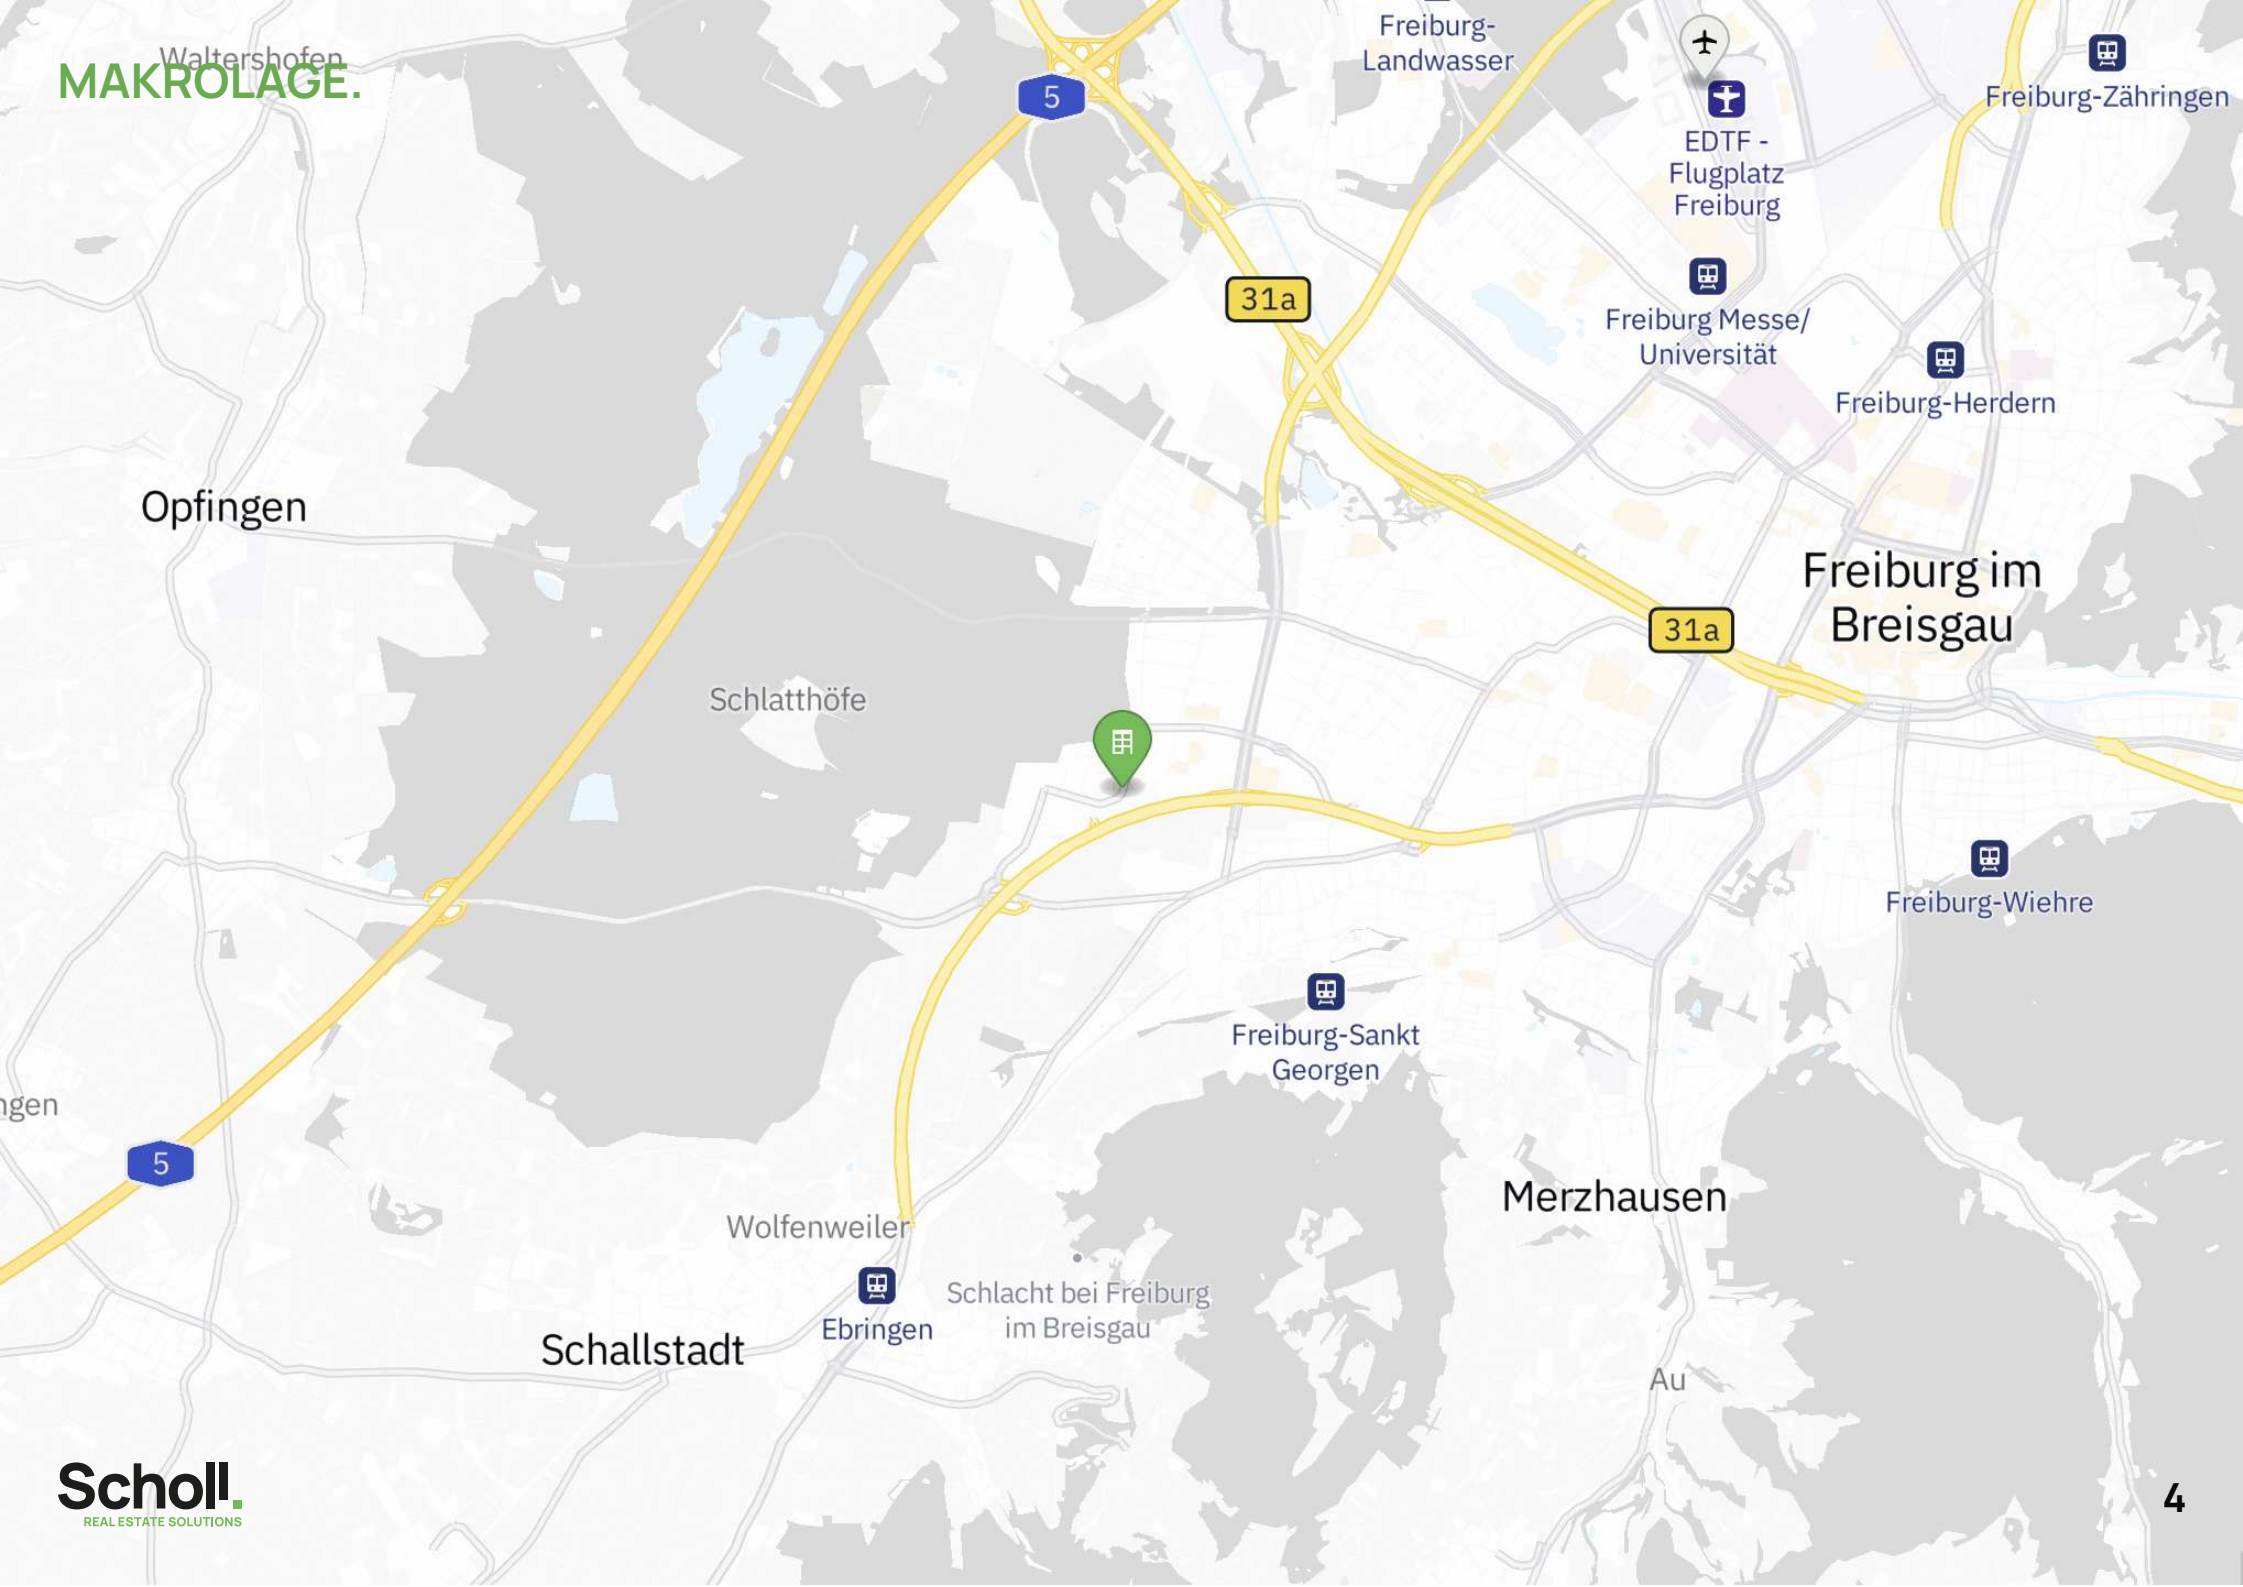 Waltershofen
MAKROLAGE.
5
Freiburg-
Landwasser
Freiburg-Zähringen
EDTF -
Flugplatz
Freiburg
31a
Freiburg Messe/
Universität
Freiburg-Herdern
Opfingen
Freiburg im
Breisgau
31a
Schlatthöfe
Freiburg-Wiehre
Freiburg-Sankt
Georgen
ngen
5
Merzhausen
Wolfenweiler
Ebringen
Schlacht bei Freiburg
im Breisgau
Schallstadt
Au
Scholl.
REAL ESTATE SOLUTIONS
4